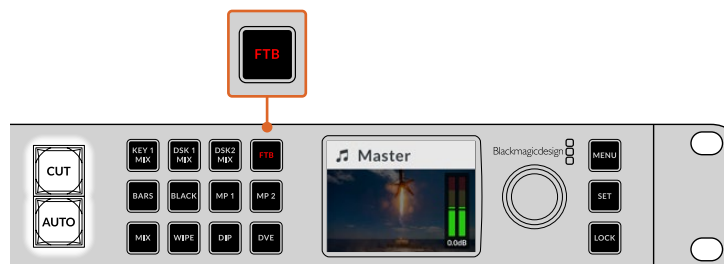 FTB
CUT
AUTO
KEY 1
MIX
DSK 1
MIX
DSK2
MIX
FTB
BARS
BLACK
MP 1
MP 2
MIX
WIPE
DIP
DVE
Master
0.0dB
Blackmagicdesign
MENU
SET
LOCK